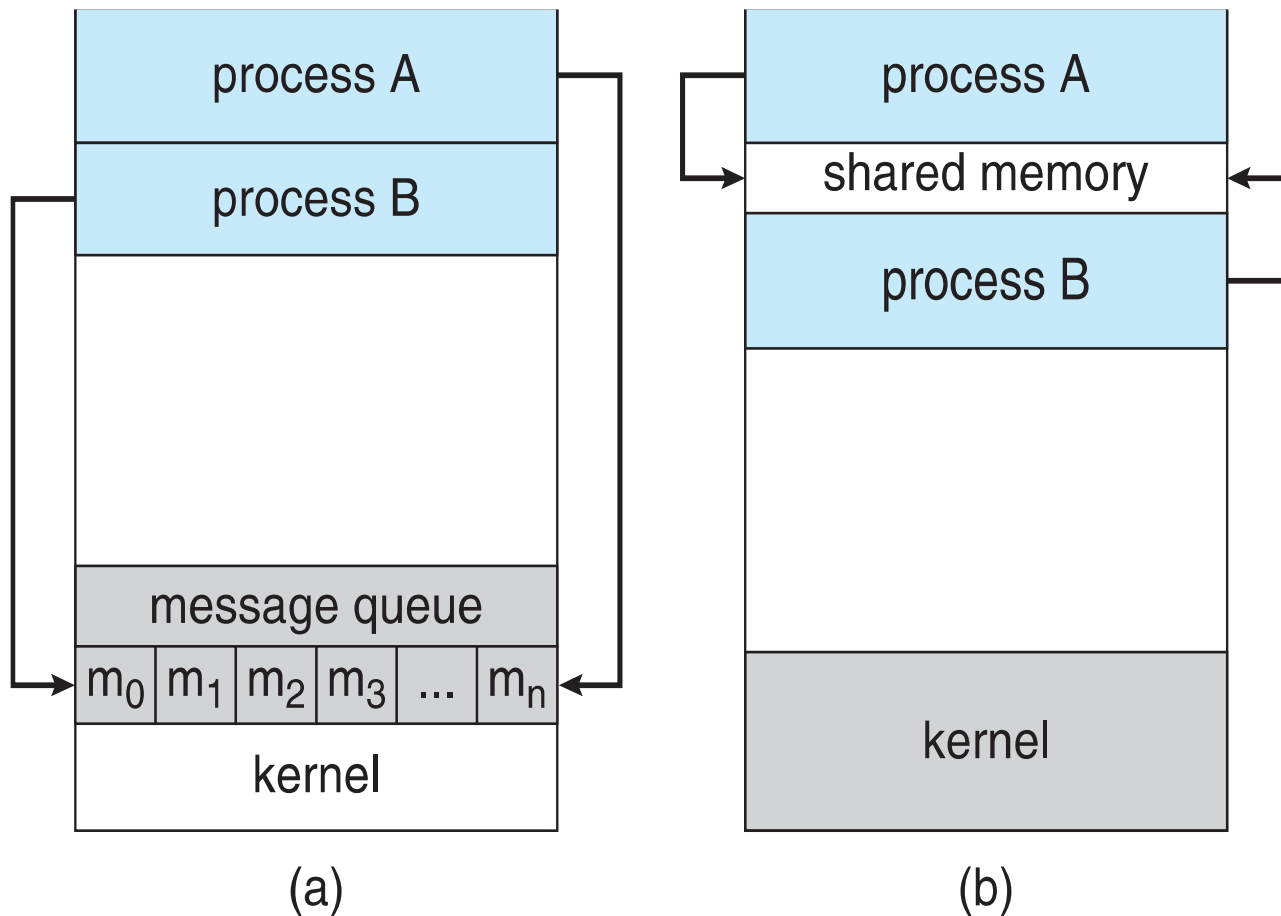 process A
process B
message queue
m0 m1 m2 m3 ... mn
kernel
(a)
process A
shared memory
process B
kernel
(b)